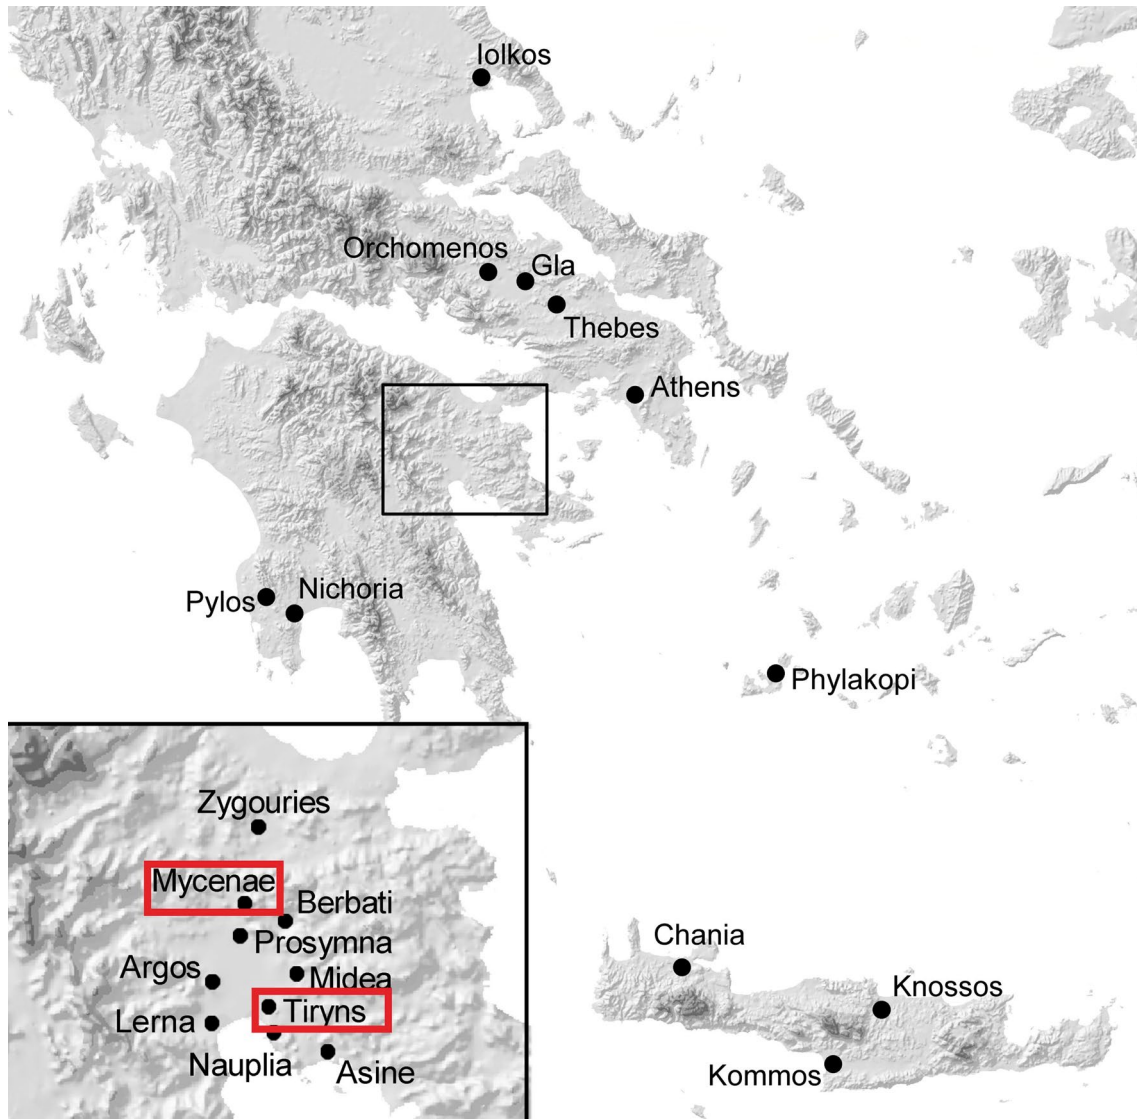 Iolkos
Orchomenos
Gla
Thebes
Athens
Pylos
Nichoria
Phylakopi
Zygouries
Mycenae
Berbati
Prosymna
Argos
Midea
Tiryns
Lerna
Nauplia
Asine
Chania
Knossos
Kommos